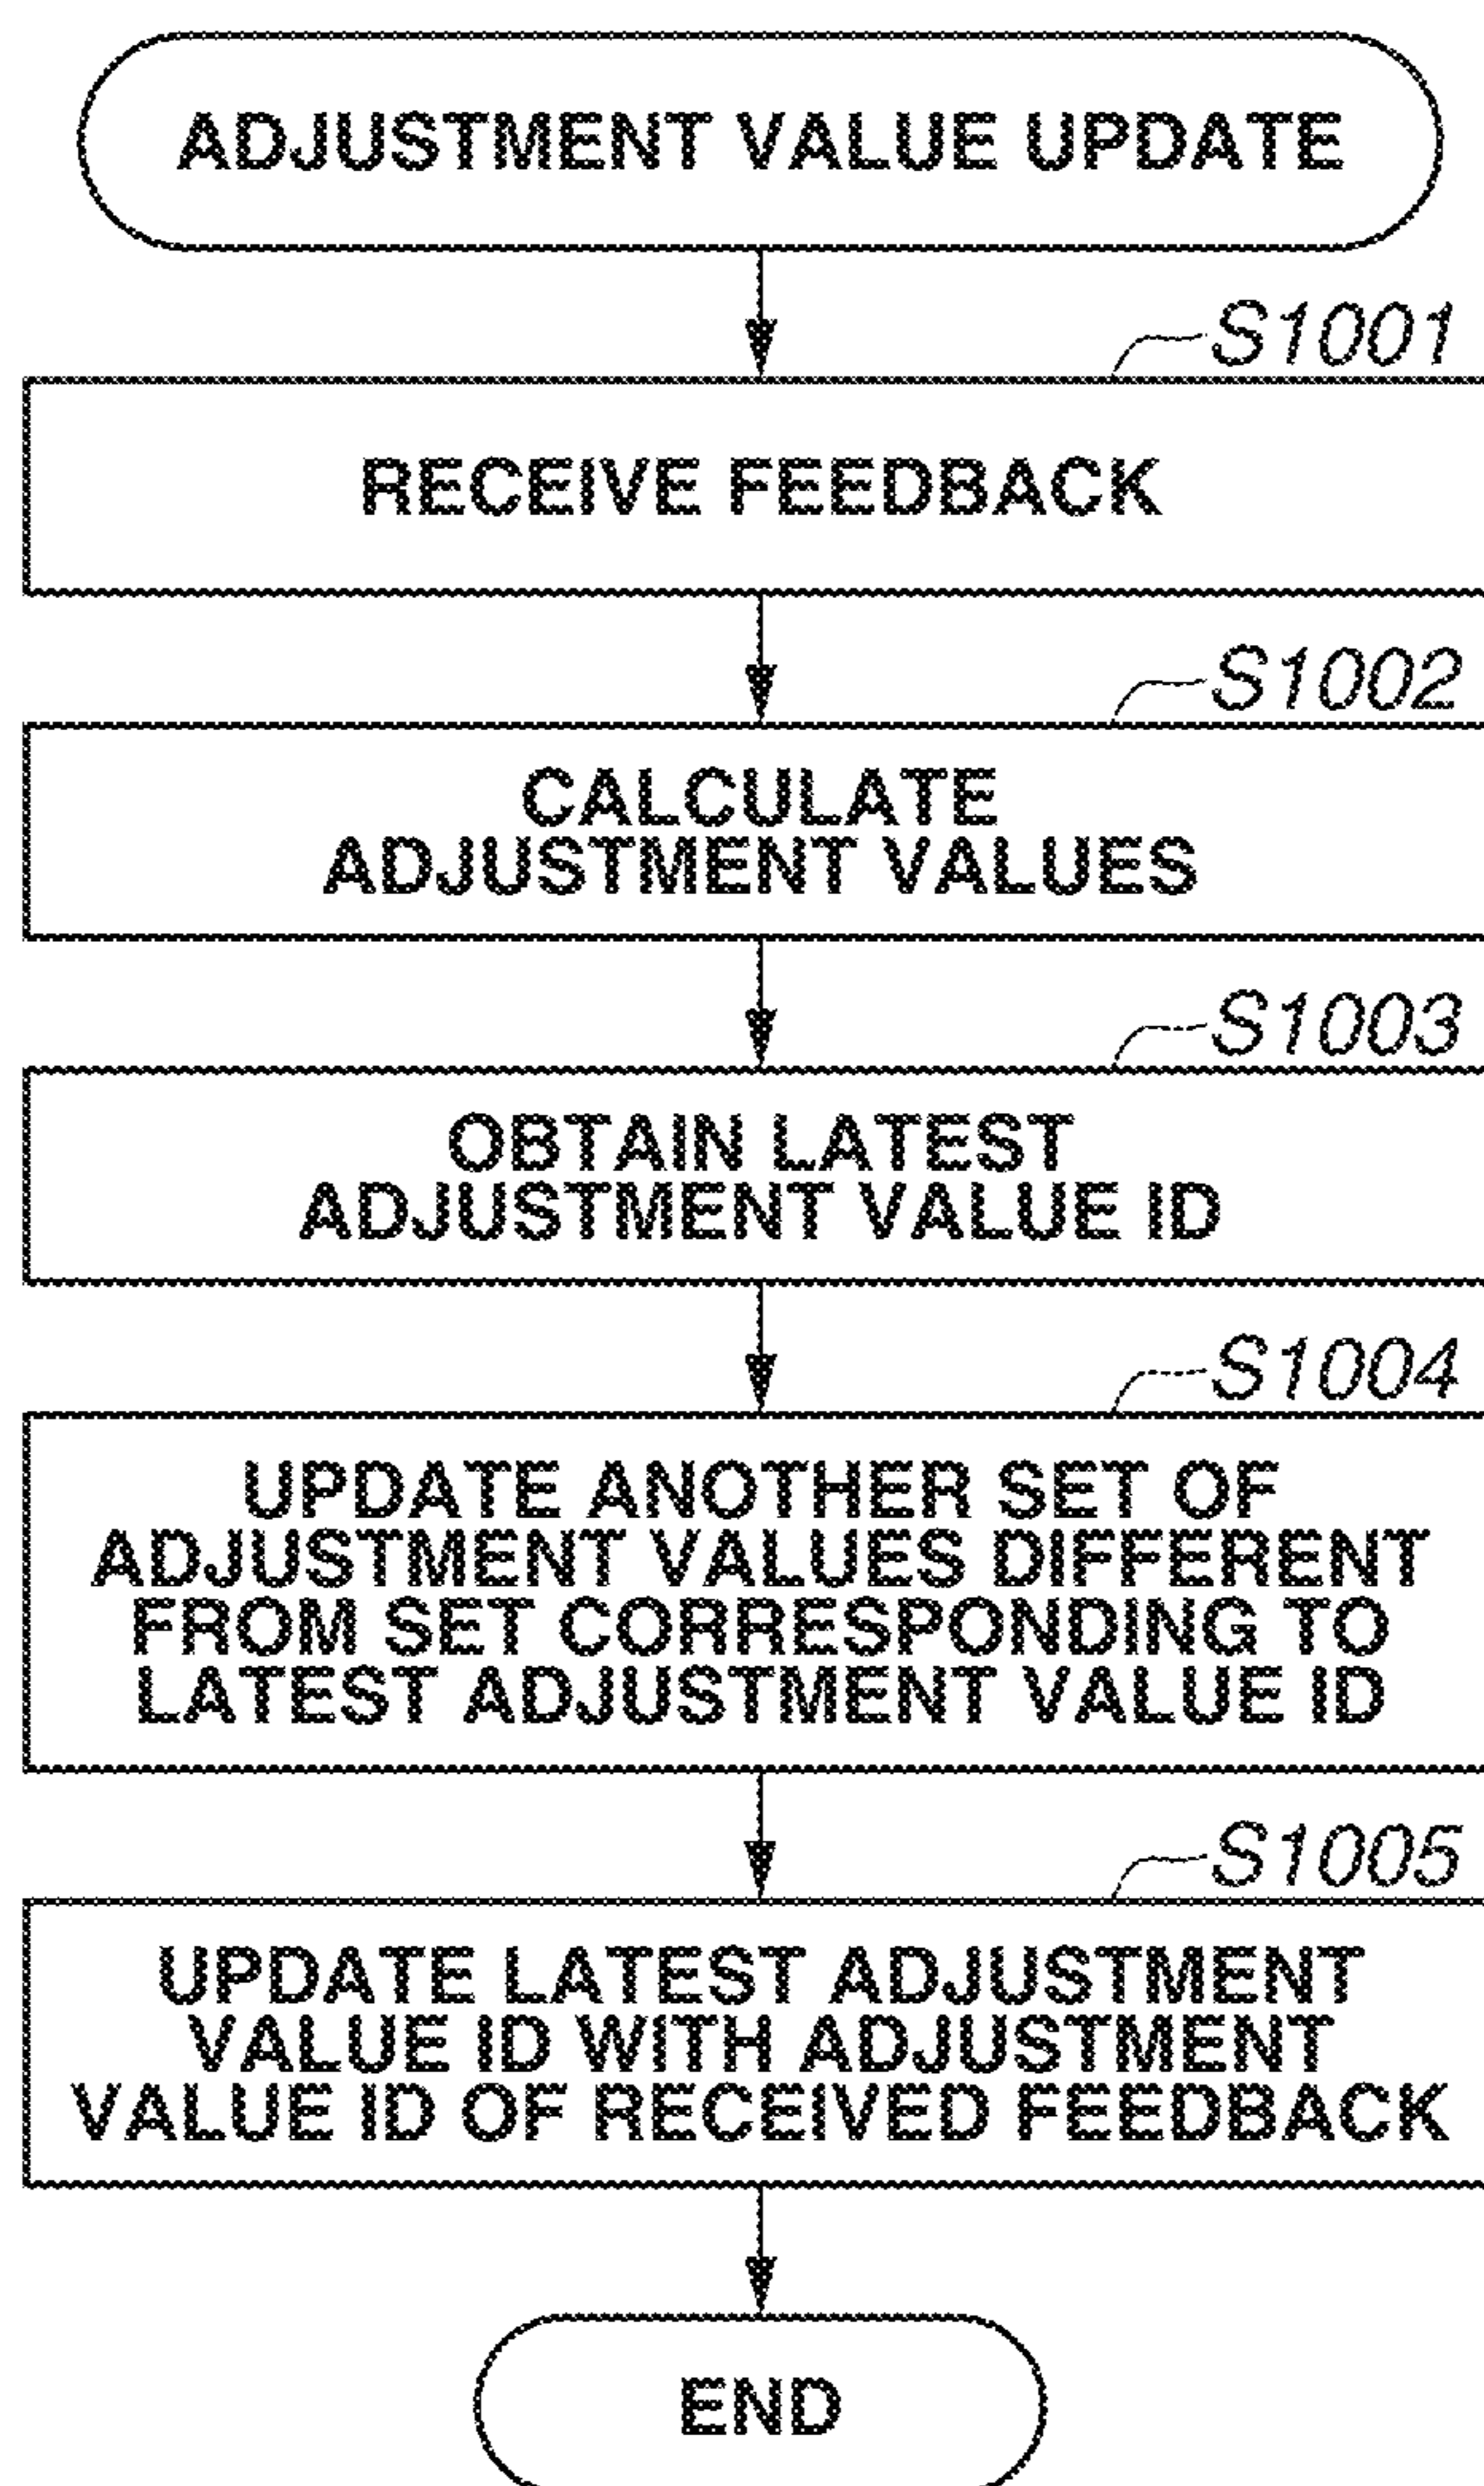 ADJUSTMENT VALUE UPDATE
S1001
RECEIVE FEEDBACK
S1002
CALCULATE
ADJUSTMENT VALUES
S1003
OBTAIN LATEST
ADJUSTMENT VALUE ID
S1004
UPDATE ANOTHER SET OF
ADJUSTMENT VALUES DIFFERENT
FROM SET CORRESPONDING TO
LATEST ADJUSTMENT VALUE ID
S1005
UPDATE LATEST ADJUSTMENT
VALUE ID WITH ADJUSTMENT
VALUE ID OF RECEIVED FEEDBACK
END